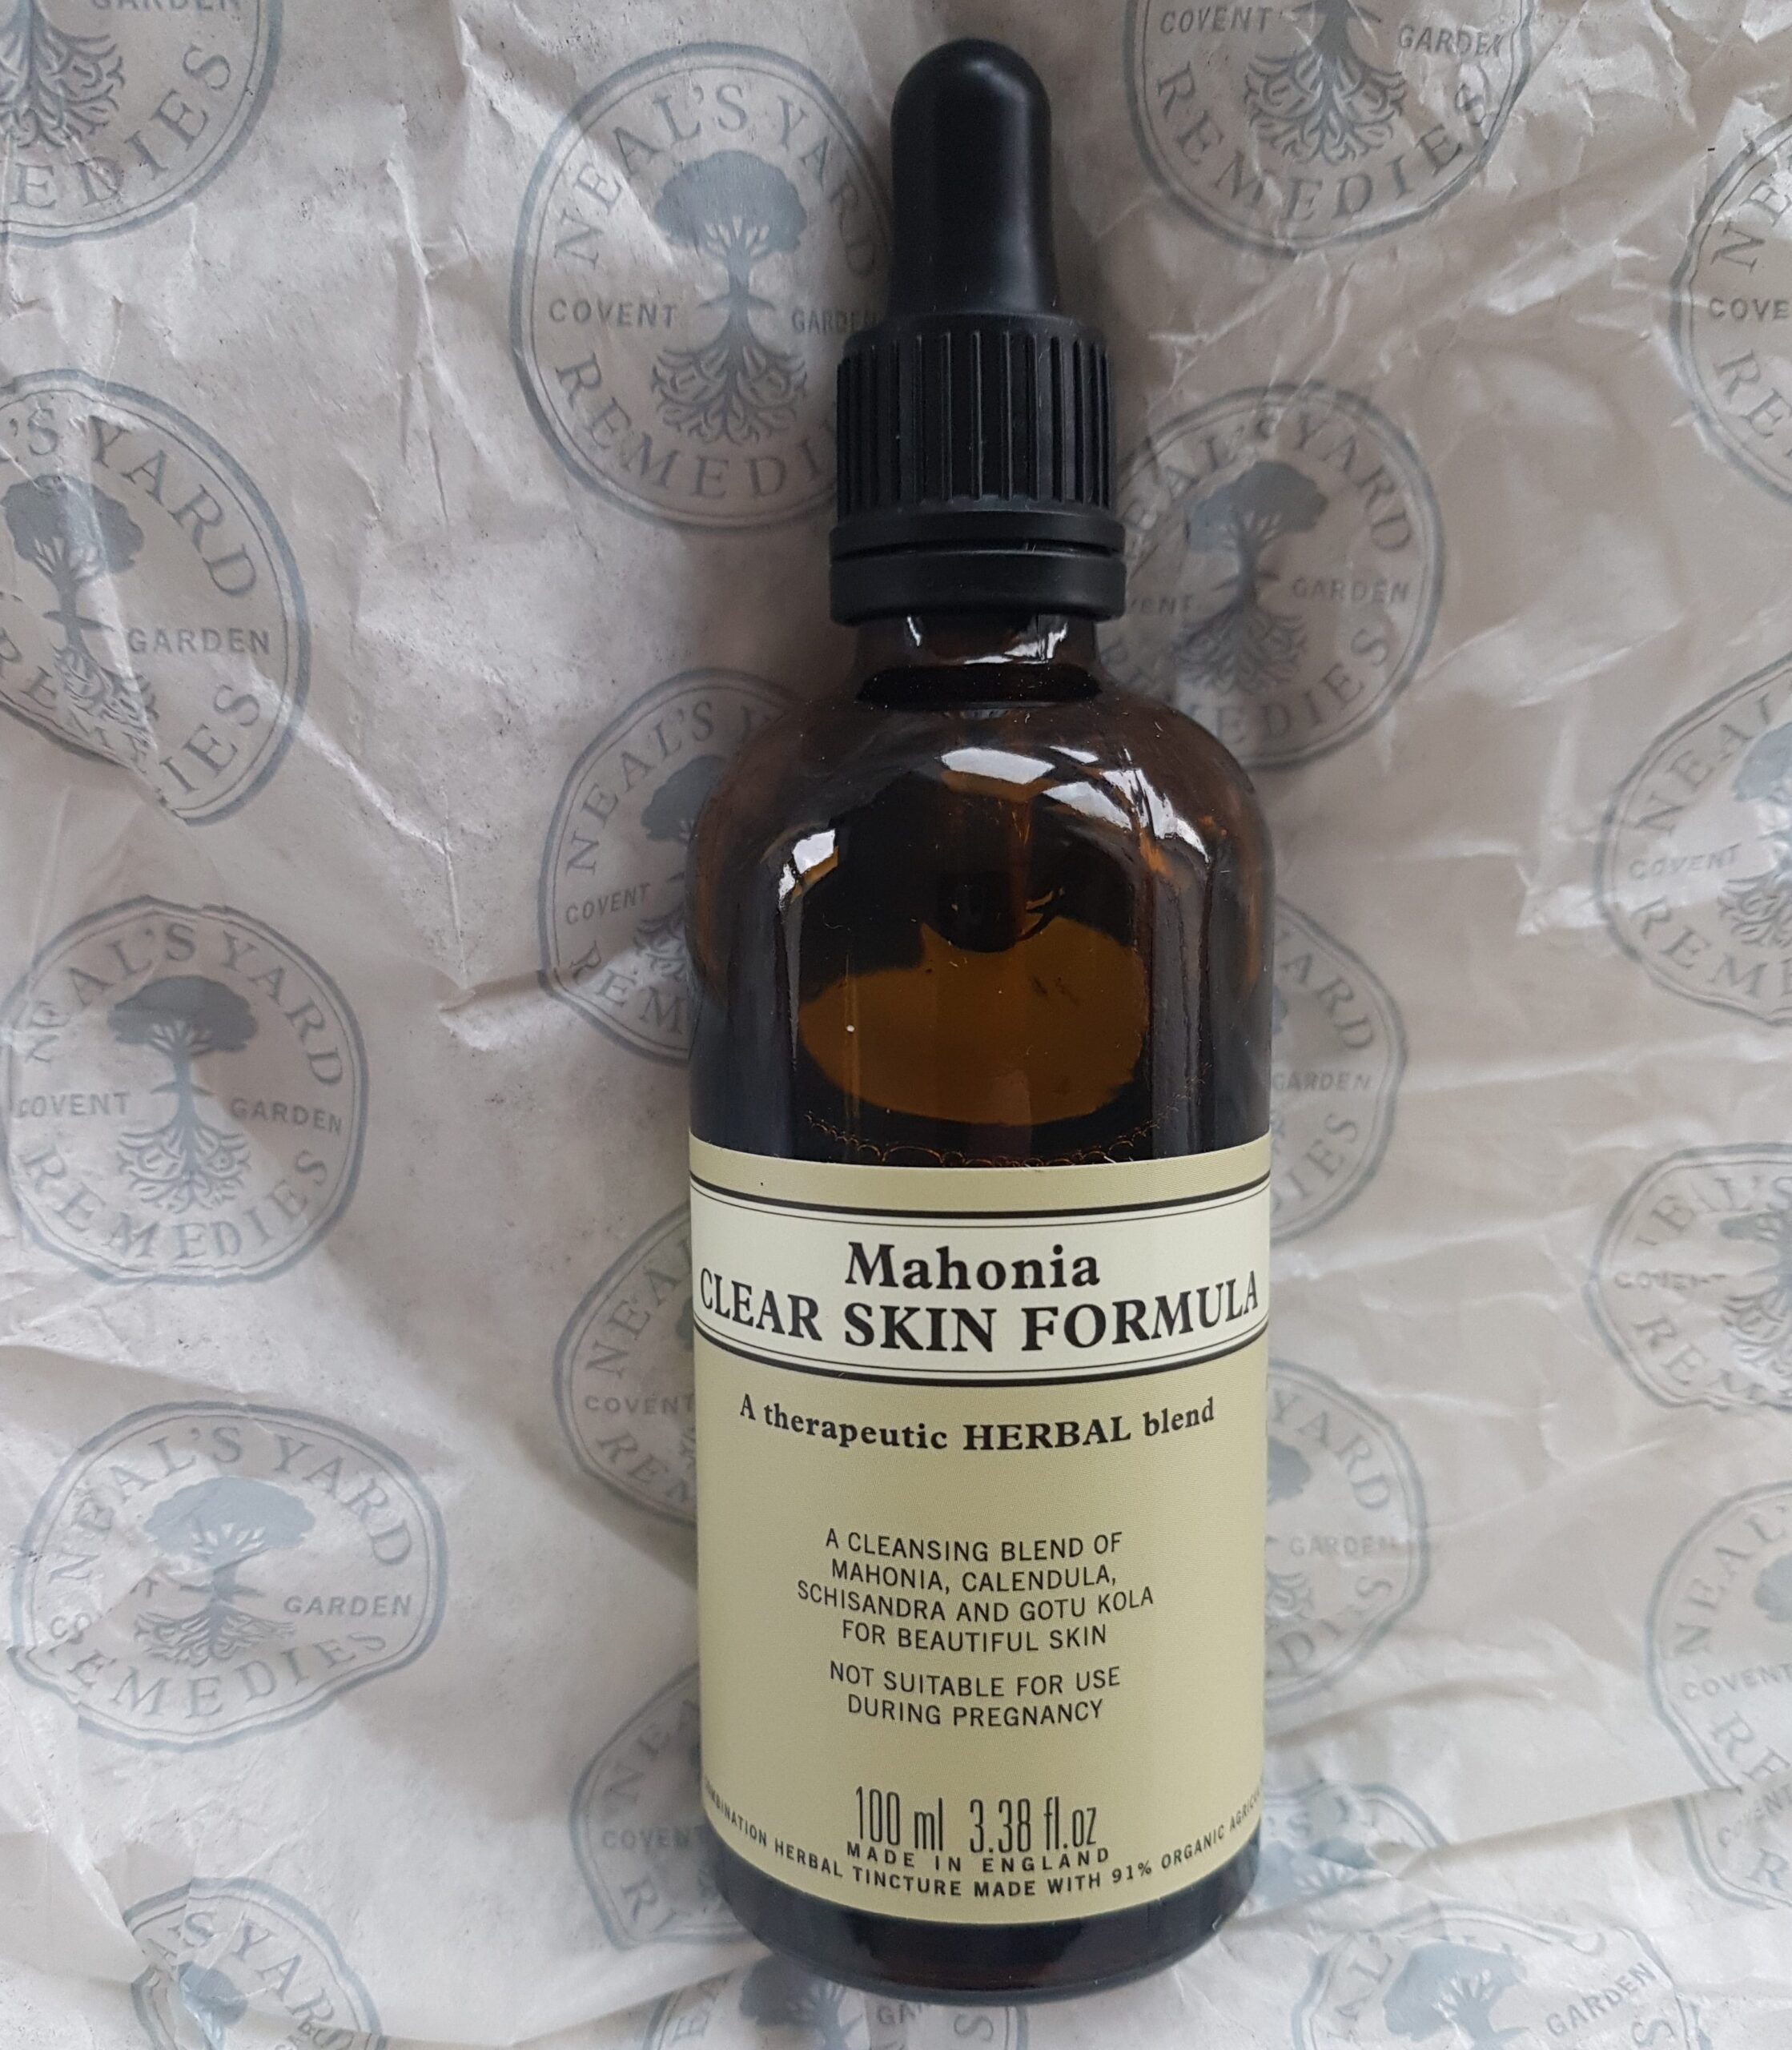 NEAL'S YARD
COVENT GARDEN
REMEDIES
Mahonia
CLEAR SKIN FORMULA
A therapeutic HERBAL blend
A CLEANSING BLEND OF
MAHONIA, CALENDULA,
SCHISANDRA AND GOTU KOLA
FOR BEAUTIFUL SKIN
NOT SUITABLE FOR USE
DURING PREGNANCY
100 ml 3.38 fl.oz
MADE IN ENGLAND
HERBAL TINCTURE MADE WITH 91% ORGANIC